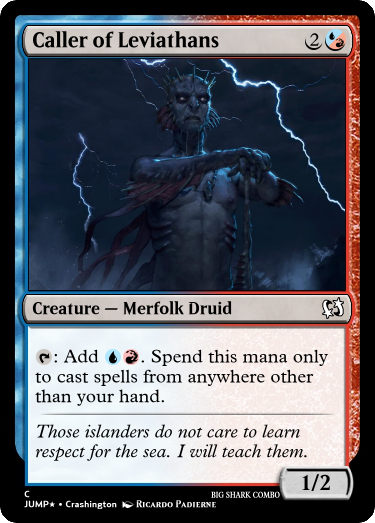 Caller of Leviathans 2
Creature — Merfolk Druid
: Add . Spend this mana only
to cast spells from anywhere other
than your hand.
Those islanders do not care to learn
respect for the sea. I will teach them.
1/2
C BIG SHARK COMBO
JUMP★ • Crashington RICARDO PADIERNE